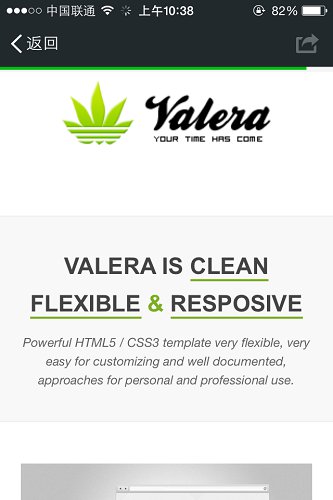 中国联通 上午10:38 82%
返回
Valera
YOUR TIME HAS COME
VALERA IS CLEAN
FLEXIBLE & RESPOSIVE
Powerful HTML5 / CSS3 template very flexible, very
easy for customizing and well documented,
approaches for personal and professional use.